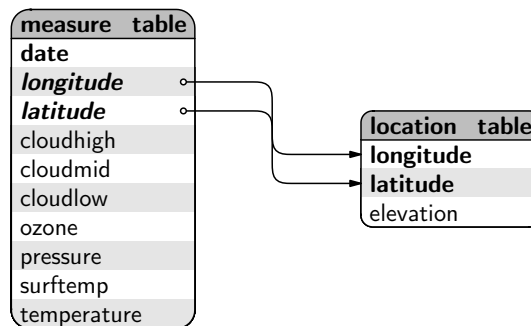 measure table
date
longitude
latitude
cloudhigh
cloudmid
cloudlow
ozone
pressure
surftemp
temperature
location table
longitude
latitude
elevation